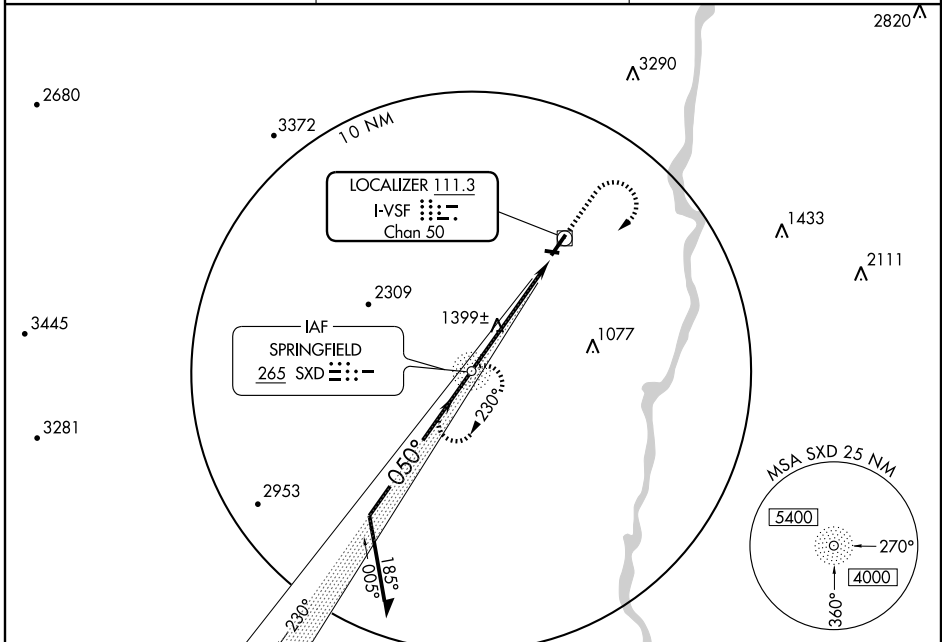 2820
3290
2680
3372
10 NM
LOCALIZER 111.3
I-VSF
Chan 50
1433
2111
2309
3445
1399±
1077
IAF
SPRINGFIELD
265 SXD
230°
3281
050°
2953
MSA SXD 25 NM
5400
270°
4000
360°
185°
005°
230°